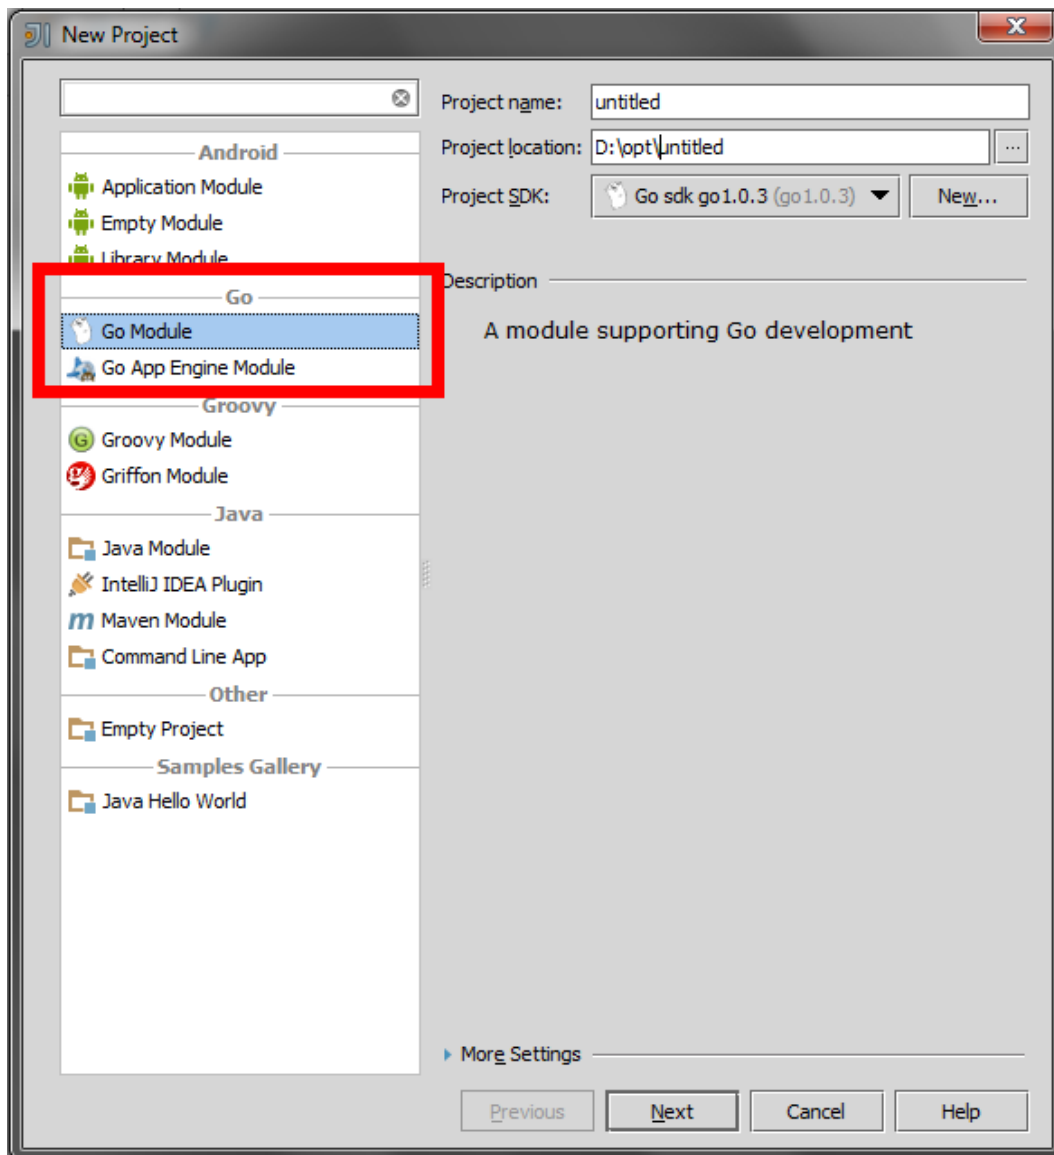 New Project
Project name: untitled
Project location: D:\opt\untitled ...
Project SDK: Go sdk go1.0.3 (go1.0.3) New...
Android
Application Module
Empty Module
Library Module
Go
Go Module
Go App Engine Module
Groovy
Groovy Module
Griffon Module
Java
Java Module
IntelliJ IDEA Plugin
Maven Module
Command Line App
Other
Empty Project
Samples Gallery
Java Hello World
Description
A module supporting Go development
More Settings
Previous Next Cancel Help